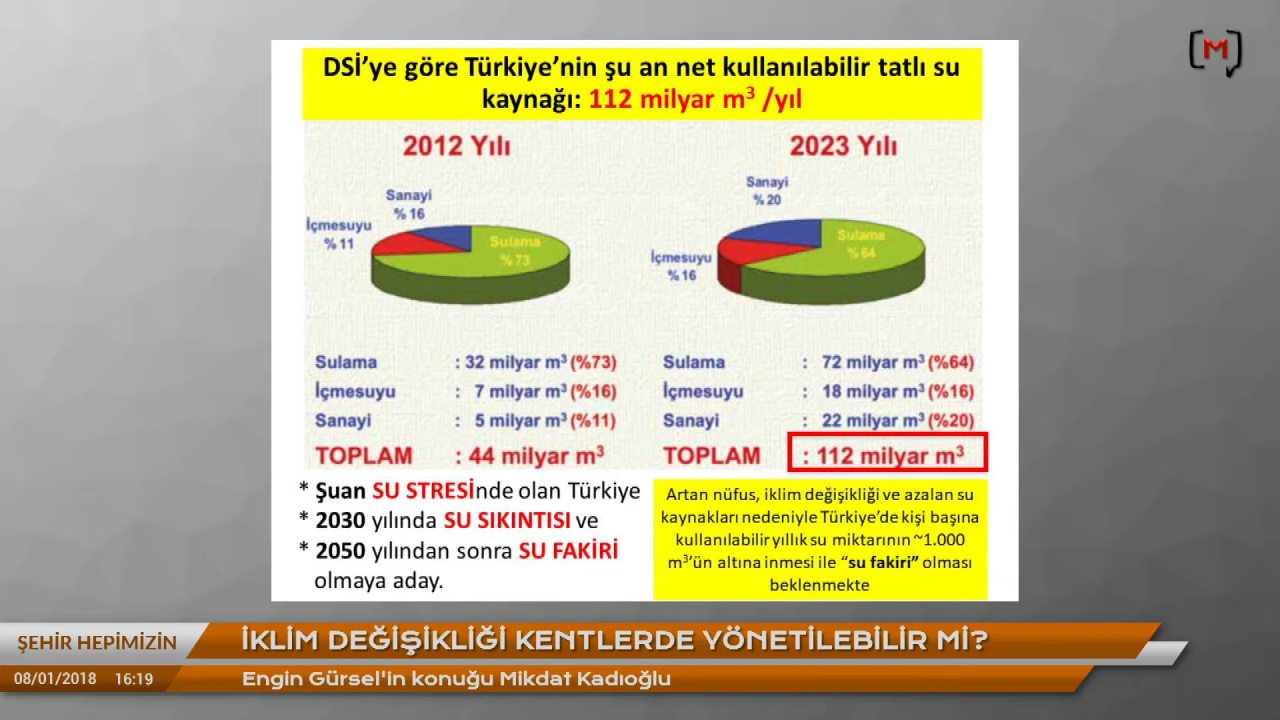 [M]
DSİ’ye göre Türkiye’nin şu an net kullanılabilir tatlı su
kaynağı: 112 milyar m³ /yıl
2012 Yılı
Sanayi
% 16
İçmesuyu
% 11
Sulama
% 73
2023 Yılı
Sanayi
% 20
İçmesuyu
% 16
Sulama
% 64
Sulama : 32 milyar m³ (%73)
İçmesuyu : 7 milyar m³ (%16)
Sanayi : 5 milyar m³ (%11)
TOPLAM : 44 milyar m³
Sulama : 72 milyar m³ (%64)
İçmesuyu : 18 milyar m³ (%16)
Sanayi : 22 milyar m³ (%20)
TOPLAM : 112 milyar m³
* Şuan SU STRESİnde olan Türkiye
* 2030 yılında SU SIKINTISI ve
* 2050 yılından sonra SU FAKİRİ
olmaya aday.
Artan nüfus, iklim değişikliği ve azalan su
kaynakları nedeniyle Türkiye’de kişi başına
kullanılabilir yıllık su miktarının ~1.000
m³’ün altına inmesi ile “su fakiri” olması
beklenmekte
ŞEHİR HEPİMİZİN
İKLİM DEĞİŞİKLİĞİ KENTLERDE YÖNETİLEBİLİR Mİ?
08/01/2018 16:19
Engin Gürsel'in konuğu Mikdat Kadıoğlu